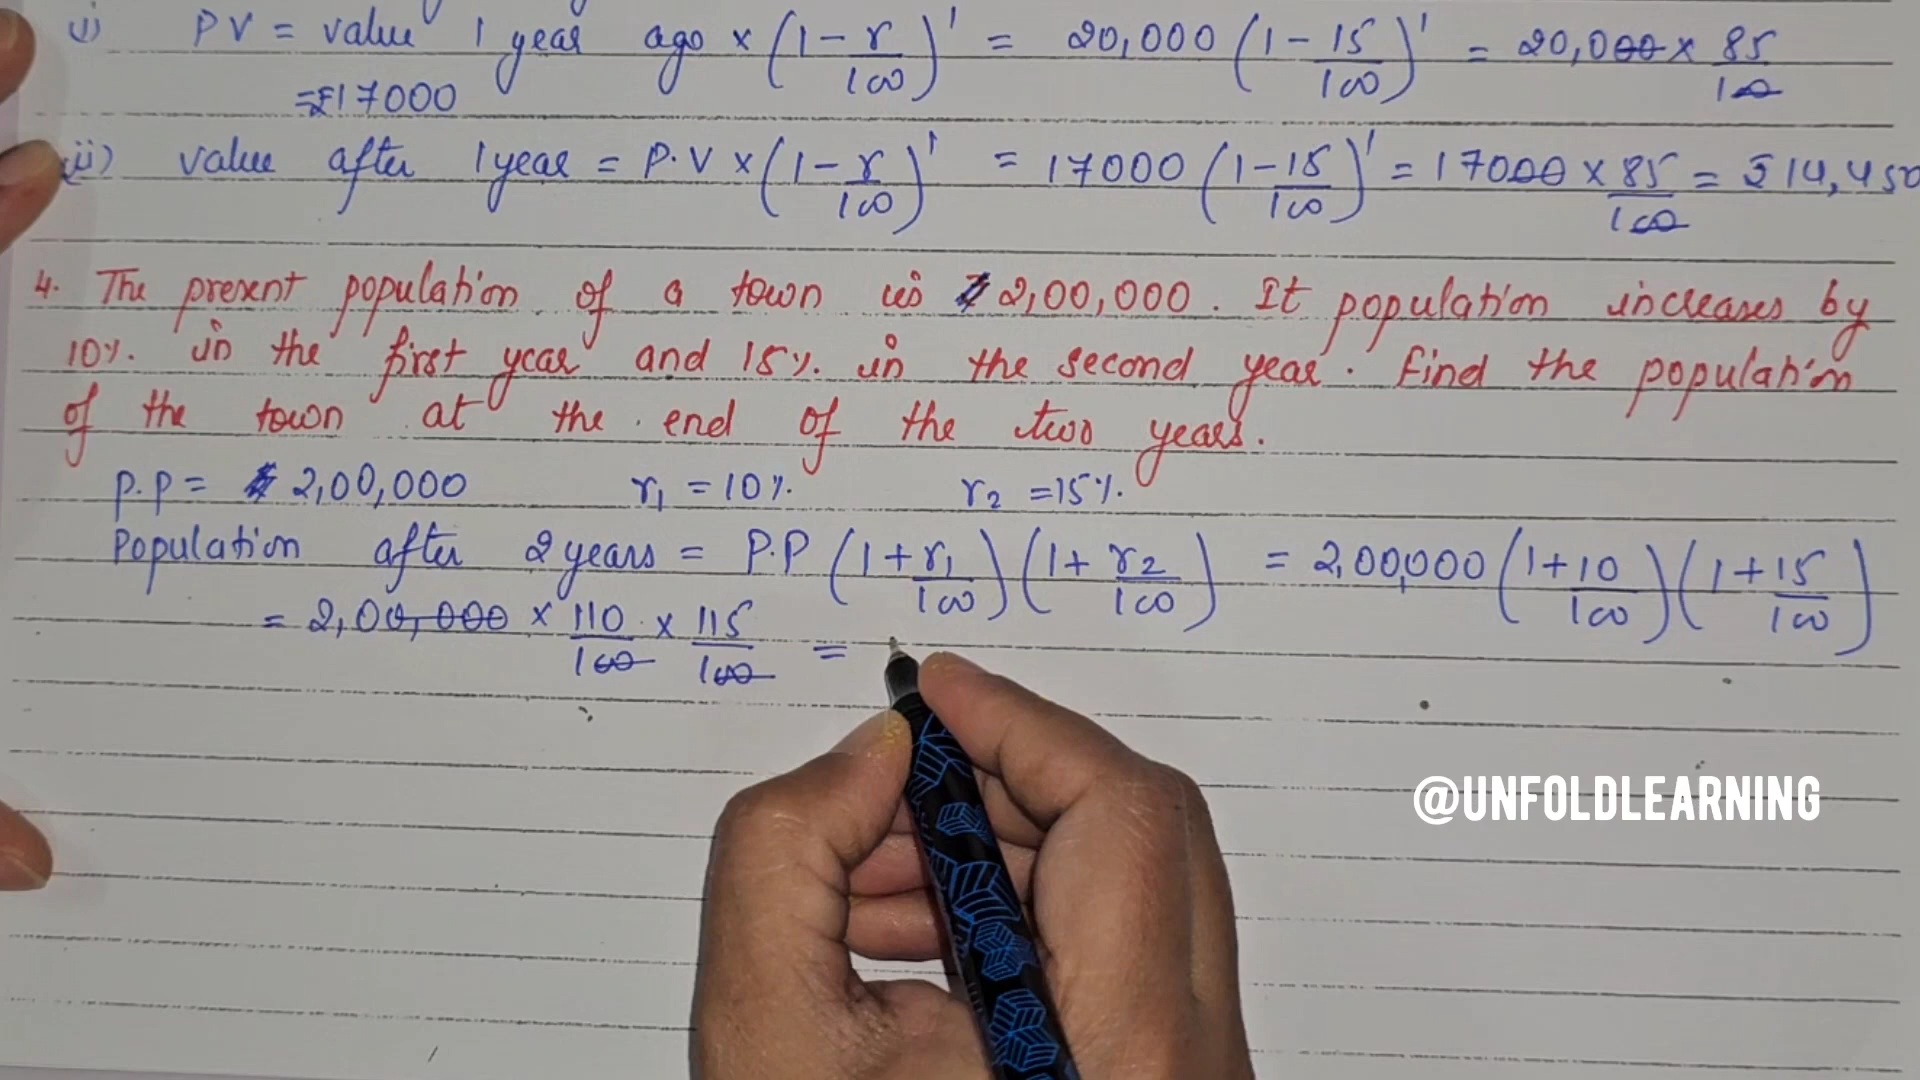 i) PV = value 1 year ago × (1 - r/100)¹ = 20,000 (1 - 15/100)¹ = 20,000 × 85/100
= ₹17000
ii) value after 1 year = P.V × (1 - r/100)¹ = 17000 (1 - 15/100)¹ = 17000 × 85/100 = ₹14,450
4. The present population of a town is 2,00,000. It population increases by
10%. in the first year and 15%. in the second year. Find the population
of the town at the end of the two years.
P.P = 2,00,000 r₁ = 10%. r₂ = 15%.
Population after 2 years = P.P (1 + r₁/100) (1 + r₂/100) = 2,00,000 (1 + 10/100) (1 + 15/100)
= 2,00,000 × 110/100 × 115/100 =
@UNFOLDLEARNING